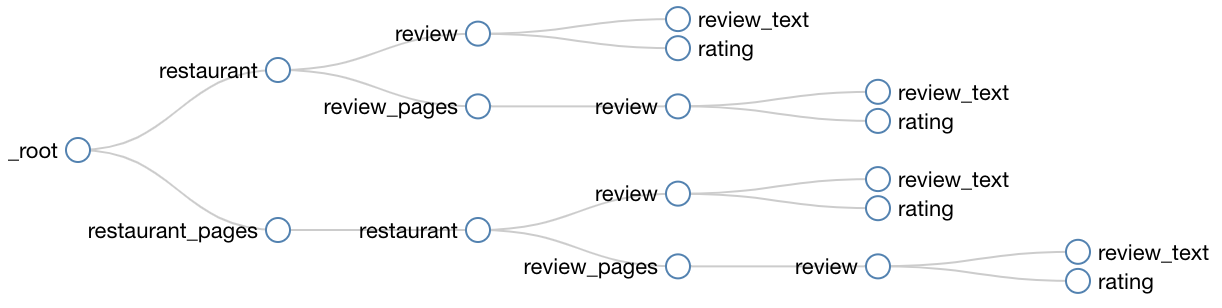 review_text
review
rating
restaurant
review_text
review_pages
review
rating
_root
review_text
review
rating
restaurant_pages
restaurant
review_text
review_pages
review
rating